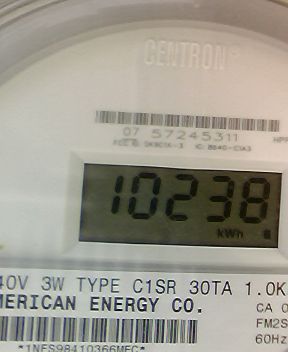 CENTRON®
07 57245311
10238
kWh
40V 3W TYPE C1SR 30TA 1.0K
MERICAN ENERGY CO.
CA 0
FM2S
60Hz
*1NFS98410366MEC*